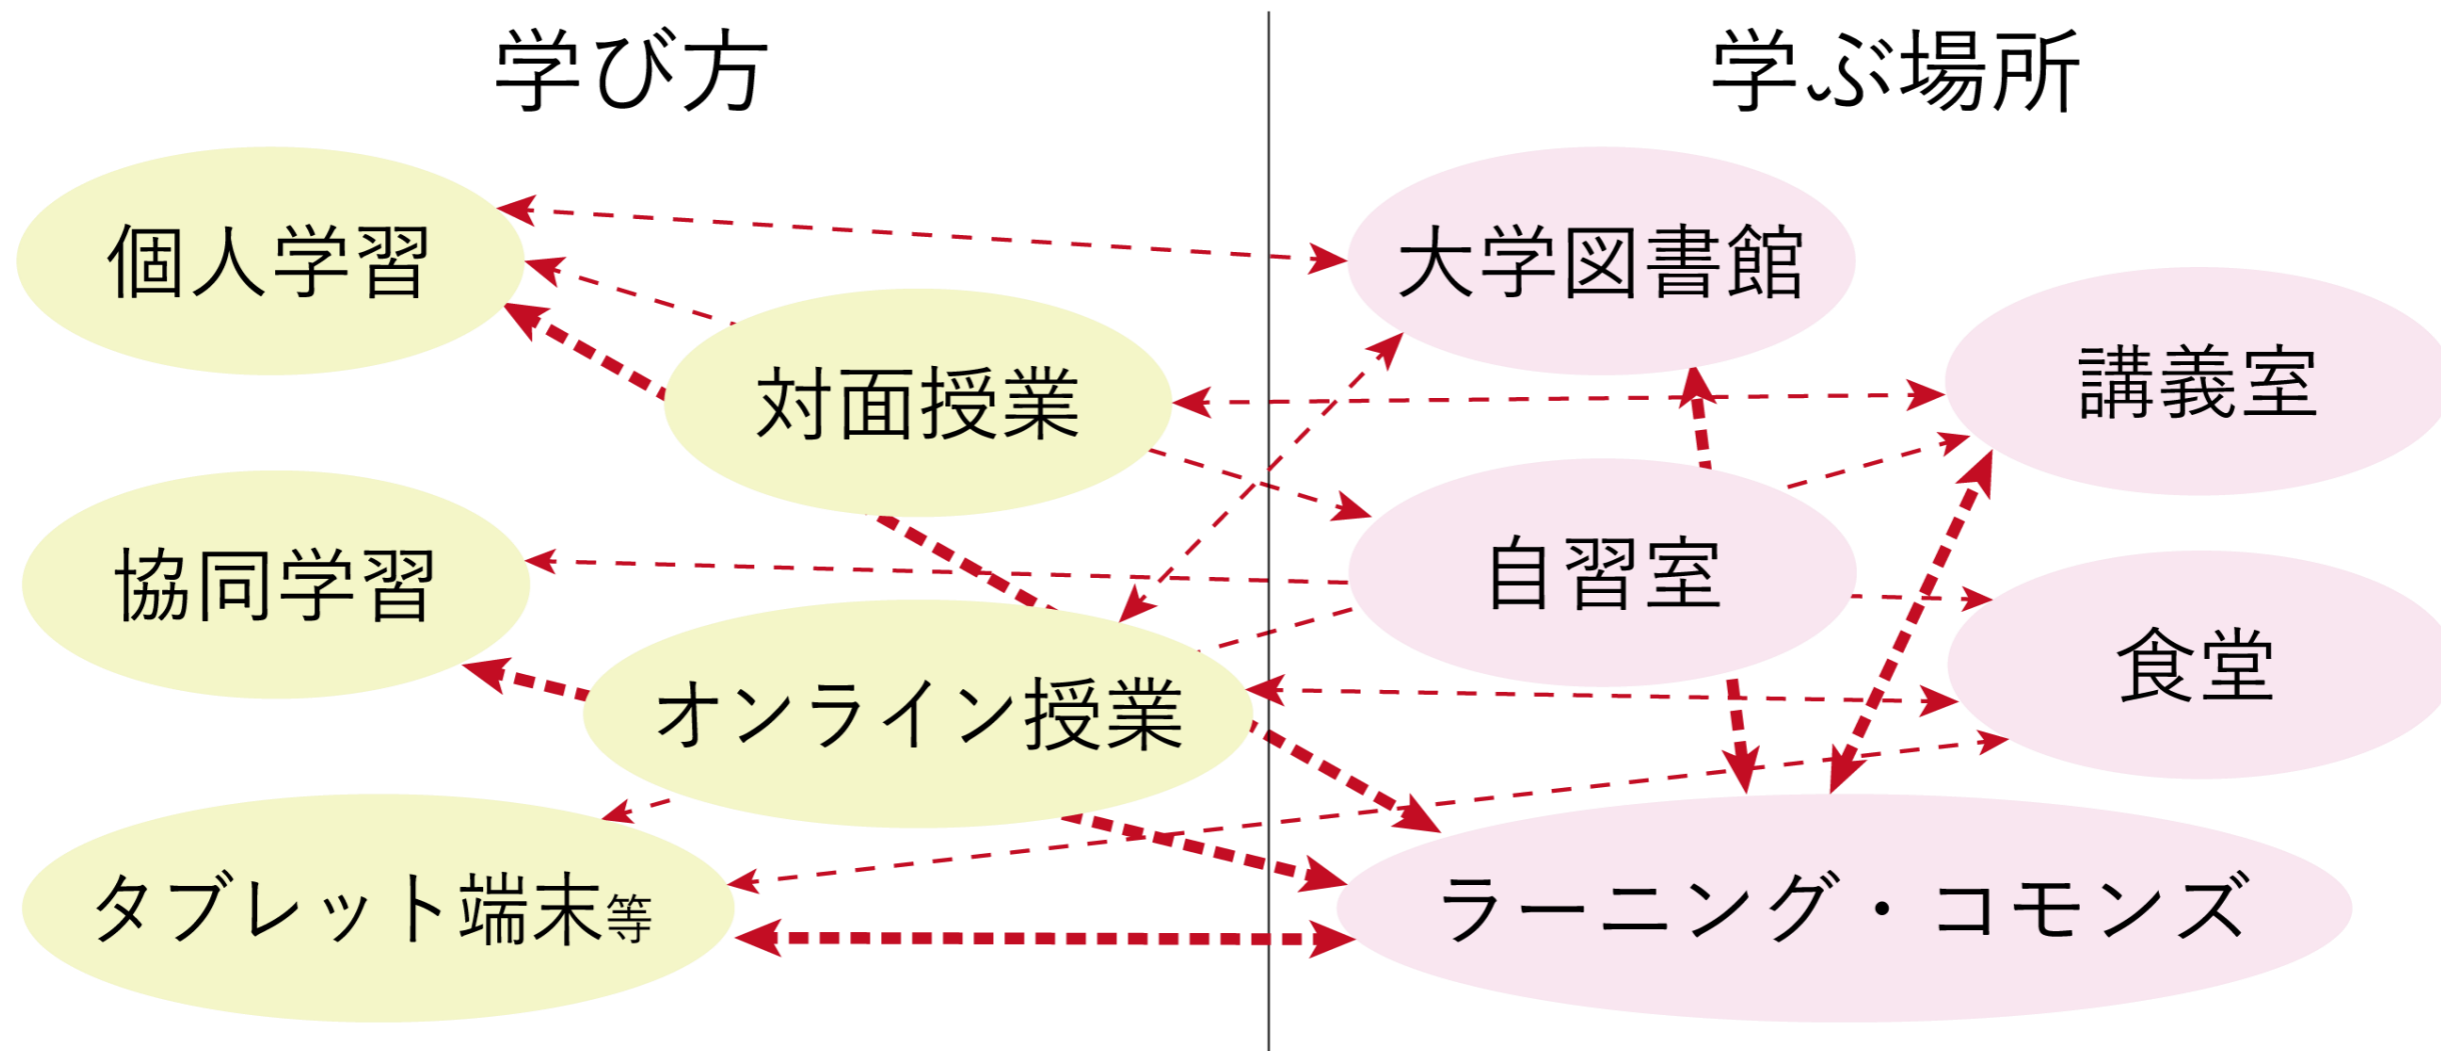 学び方
学ぶ場所
個人学習
対面授業
協同学習
オンライン授業
タブレット端末等
大学図書館
講義室
自習室
食堂
ラーニング・コモンズ